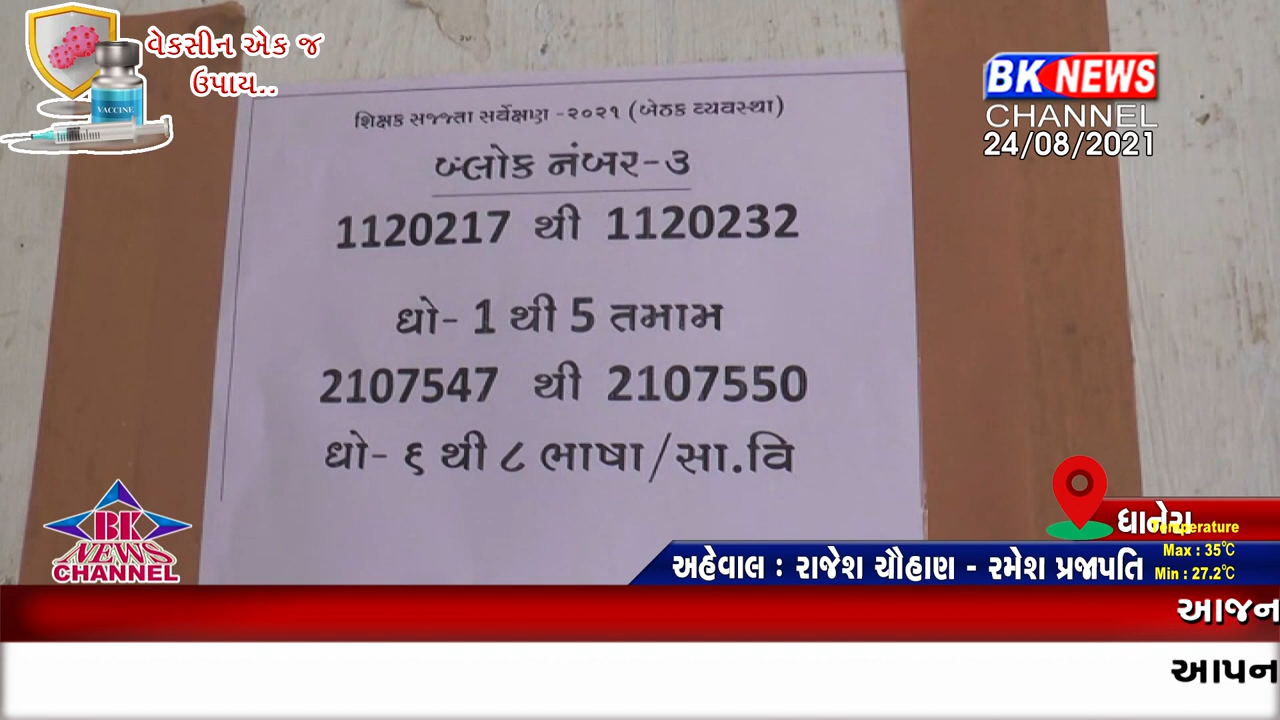 વેકસીન એક જ
ઉપાય..
VACCINE
BK NEWS
CHANNEL
24/08/2021
શિક્ષક સજ્જતા સર્વેક્ષણ -૨૦૨૧ (બેઠક વ્યવસ્થા)
બ્લોક નંબર-૩
1120217 થી 1120232
ધો- 1 થી 5 તમામ
2107547 થી 2107550
ધો- ૬ થી ૮ ભાષા/સા.વિ
BK
NEWS
CHANNEL
Temperature
Max : 35℃
Min : 27.2℃
અહેવાલ : રાજેશ ચૌહાણ - રમેશ પ્રજાપતિ
આજન
આપન